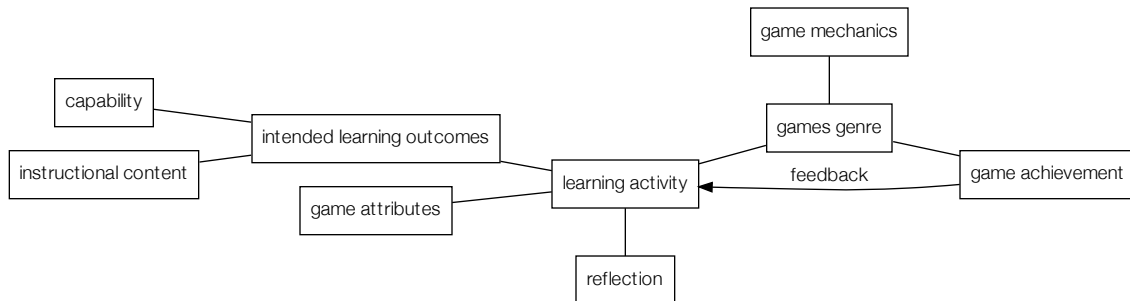 game mechanics
capability
games genre
intended learning outcomes
instructional content
feedback
game achievement
learning activity
game attributes
reflection